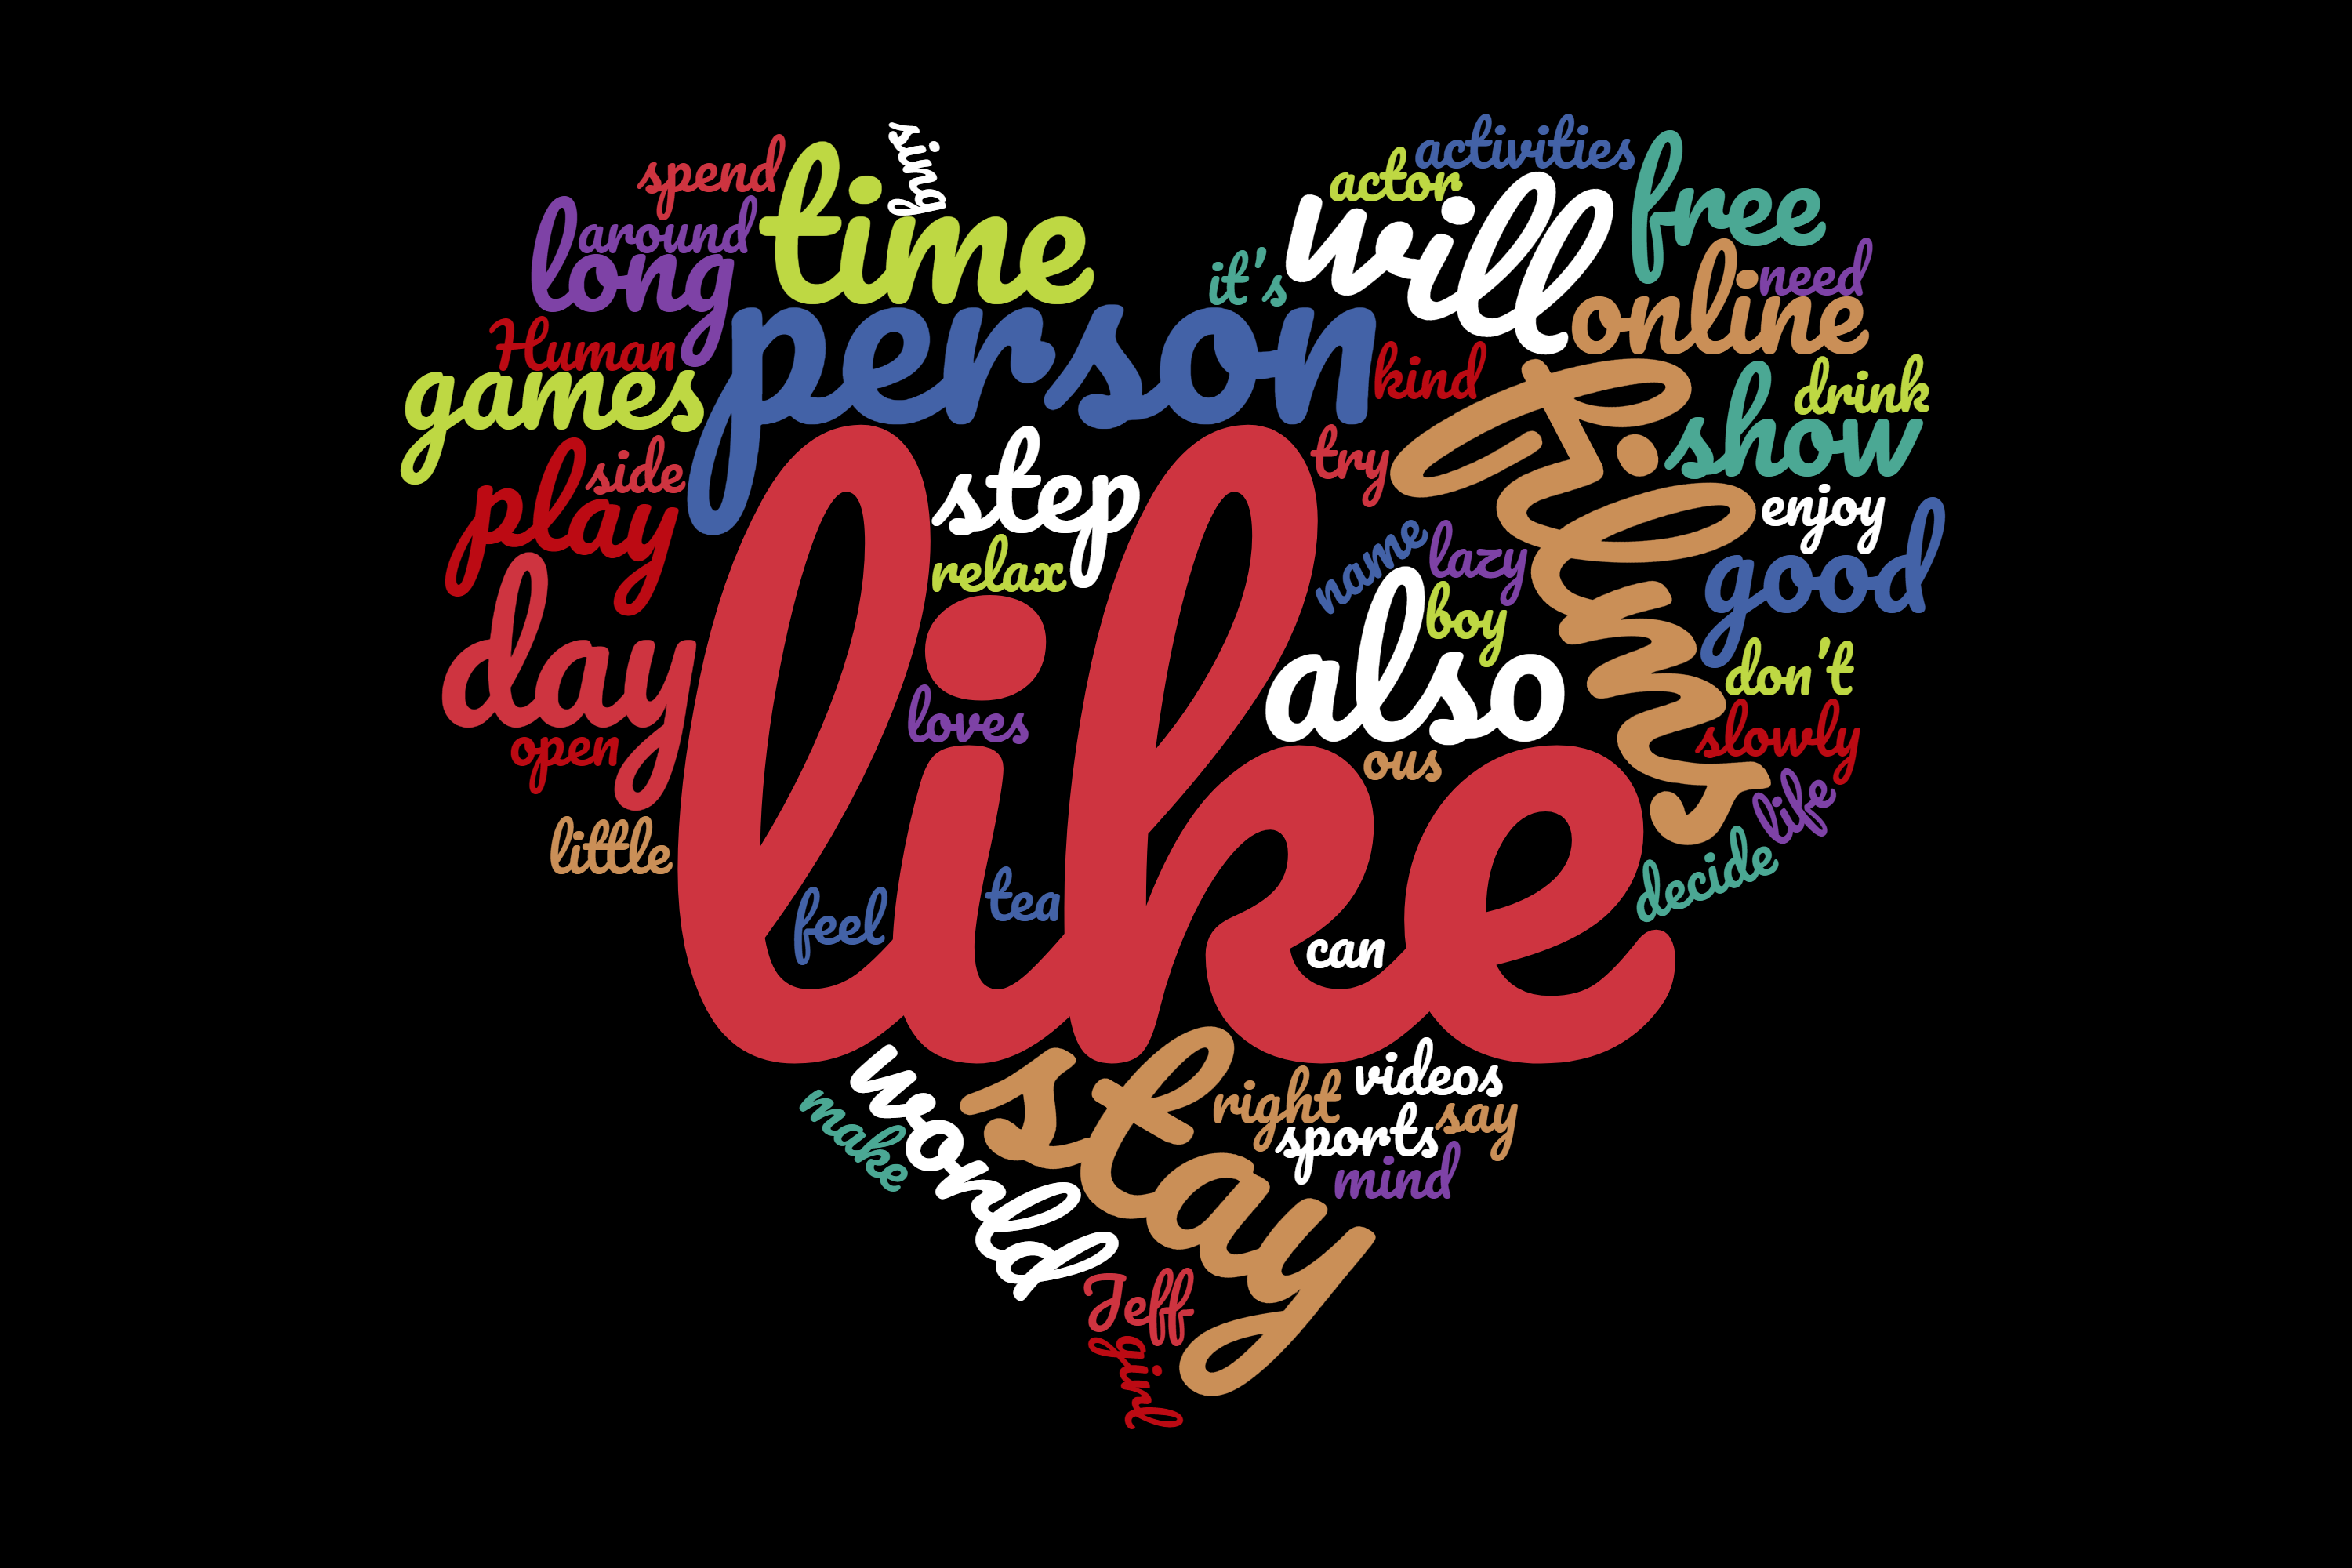 spend
time
activities
actor
will
free
around
long
it's
need
online
Human
person
kind
games
films
drink
show
try
side
play
step
enjoy
relax
name
lazy
good
boy
day
also
don't
loves
slowly
open
ous
life
little
like
decide
feel
tea
can
world
make
stay
right
videos
say
sports
mind
Jeff
girl